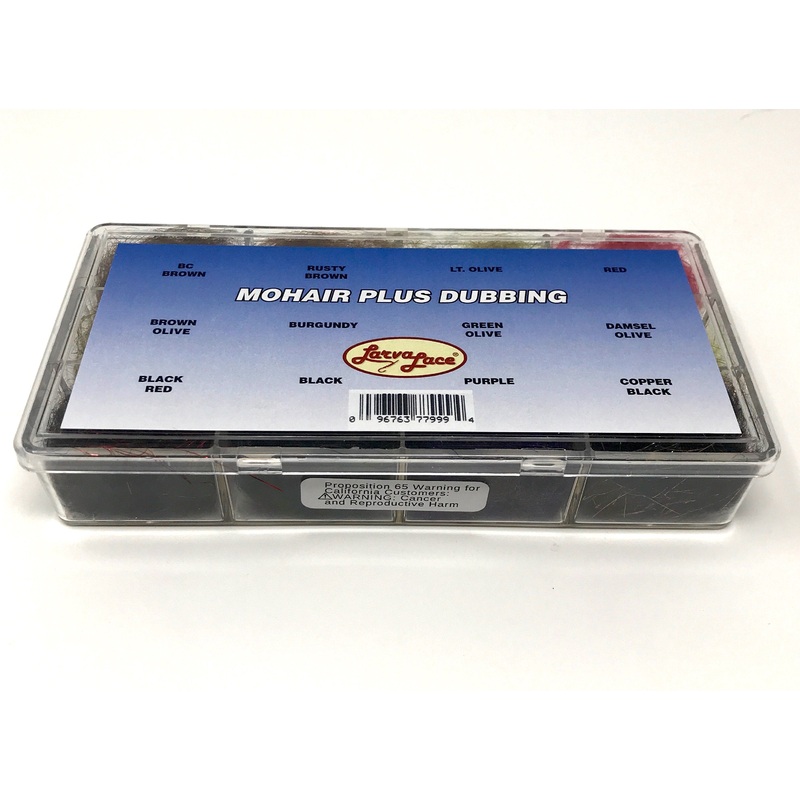 BC BROWN
RUSTY BROWN
LT. OLIVE
RED
MOHAIR PLUS DUBBING
BROWN OLIVE
BURGUNDY
GREEN OLIVE
DAMSEL OLIVE
Larva Lace®
BLACK RED
BLACK
PURPLE
COPPER BLACK
0 96763 77999 4
Proposition 65 Warning for
California Customers:
⚠WARNING: Cancer
and Reproductive Harm